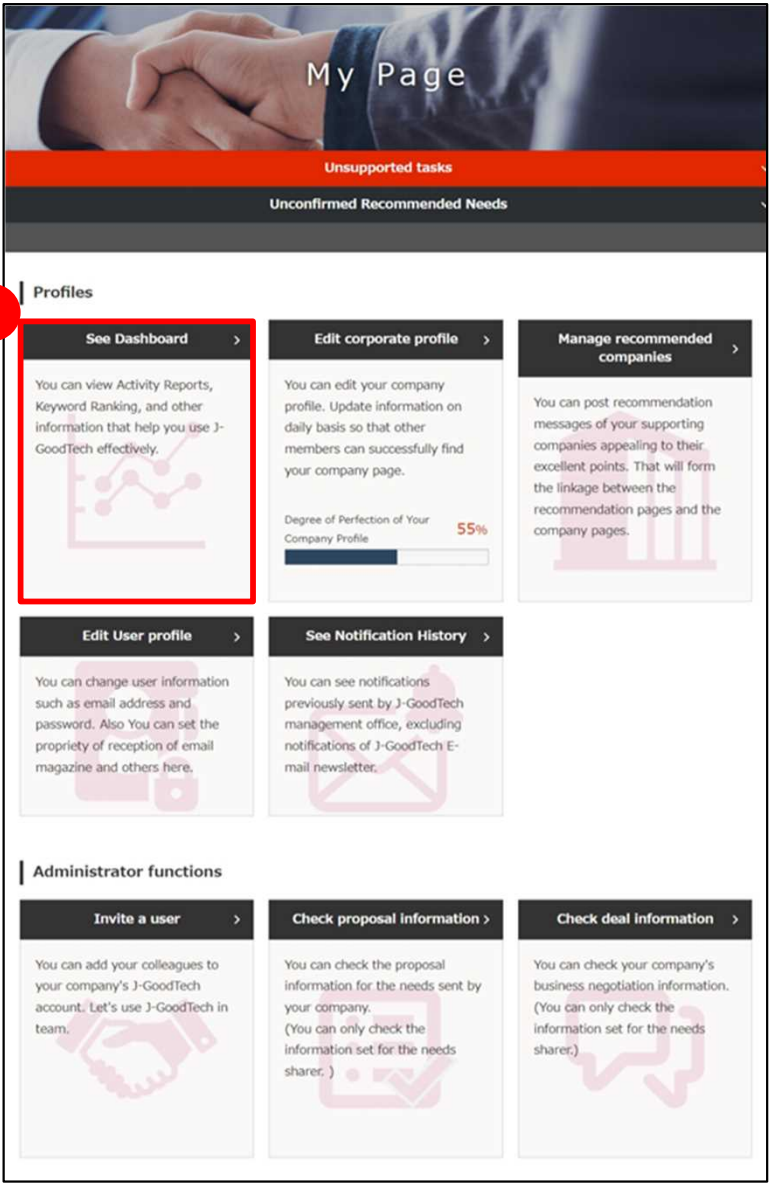 My Page
Unsupported tasks
Unconfirmed Recommended Needs
Profiles
See Dashboard
You can view Activity Reports,
Keyword Ranking, and other
information that help you use J-
GoodTech effectively.
Edit corporate profile
You can edit your company
profile. Update information on
daily basis so that other
members can successfully find
your company page.
Degree of Perfection of Your
Company Profile
55%
Manage recommended
companies
You can post recommendation
messages of your supporting
companies appealing to their
excellent points. That will form
the linkage between the
recommendation pages and the
company pages.
Edit User profile
You can change user information
such as email address and
password. Also You can set the
propriety of reception of email
magazine and others here.
See Notification History
You can see notifications
previously sent by J-GoodTech
management office, excluding
notifications of J-GoodTech E-
mail newsletter.
Administrator functions
Invite a user
You can add your colleagues to
your company's J-GoodTech
account. Let's use J-GoodTech in
team.
Check proposal information
You can check the proposal
information for the needs sent by
your company.
(You can only check the
information set for the needs
sharer. )
Check deal information
You can check your company's
business negotiation information.
(You can only check the
information set for the needs
sharer.)